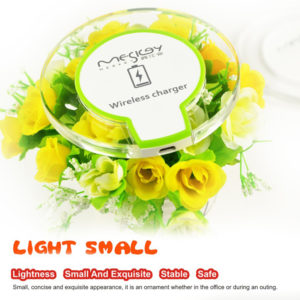 Wireless charger
LIGHT SMALL
Lightness Small And Exquisite Stable Safe
Small, concise and exquisite appearance, it is an ornament whether in the office or during an outing.